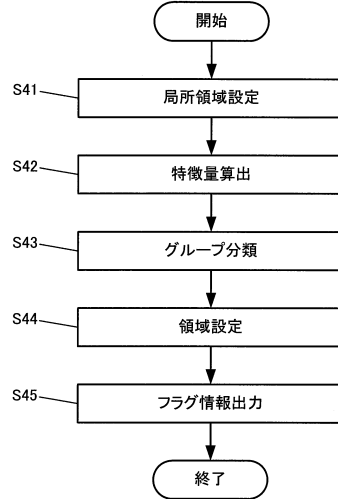 開始
S41
局所領域設定
S42
特徴量算出
S43
グループ分類
S44
領域設定
S45
フラグ情報出力
終了